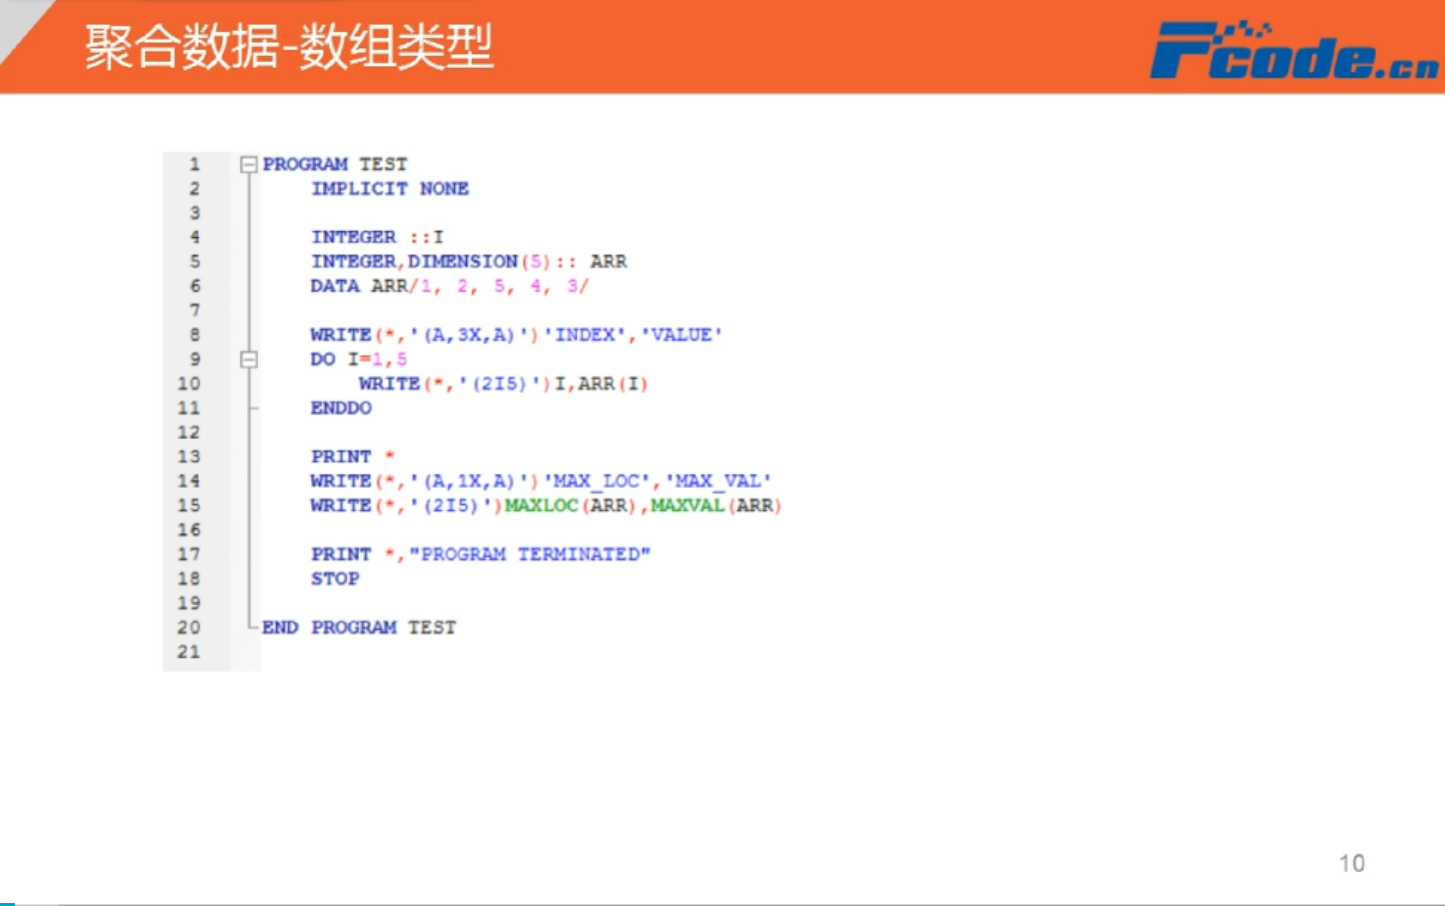 聚合数据-数组类型
Fcode.cn
1 PROGRAM TEST
2 IMPLICIT NONE
3
4 INTEGER ::I
5 INTEGER,DIMENSION(5):: ARR
6 DATA ARR/1, 2, 5, 4, 3/
7
8 WRITE(*,'(A,3X,A)')'INDEX','VALUE'
9 DO I=1,5
10 WRITE(*,'(2I5)')I,ARR(I)
11 ENDDO
12
13 PRINT *
14 WRITE(*,'(A,1X,A)')'MAX_LOC','MAX_VAL'
15 WRITE(*,'(2I5)')MAXLOC(ARR),MAXVAL(ARR)
16
17 PRINT *,"PROGRAM TERMINATED"
18 STOP
19
20 END PROGRAM TEST
21
10